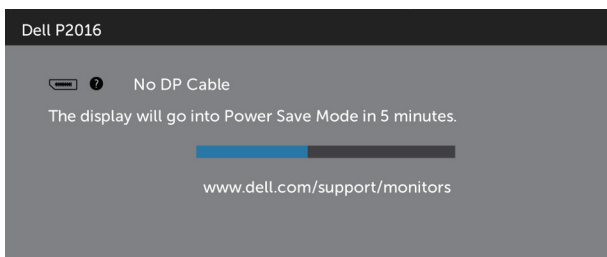 Dell P2016
? No DP Cable
The display will go into Power Save Mode in 5 minutes.
www.dell.com/support/monitors